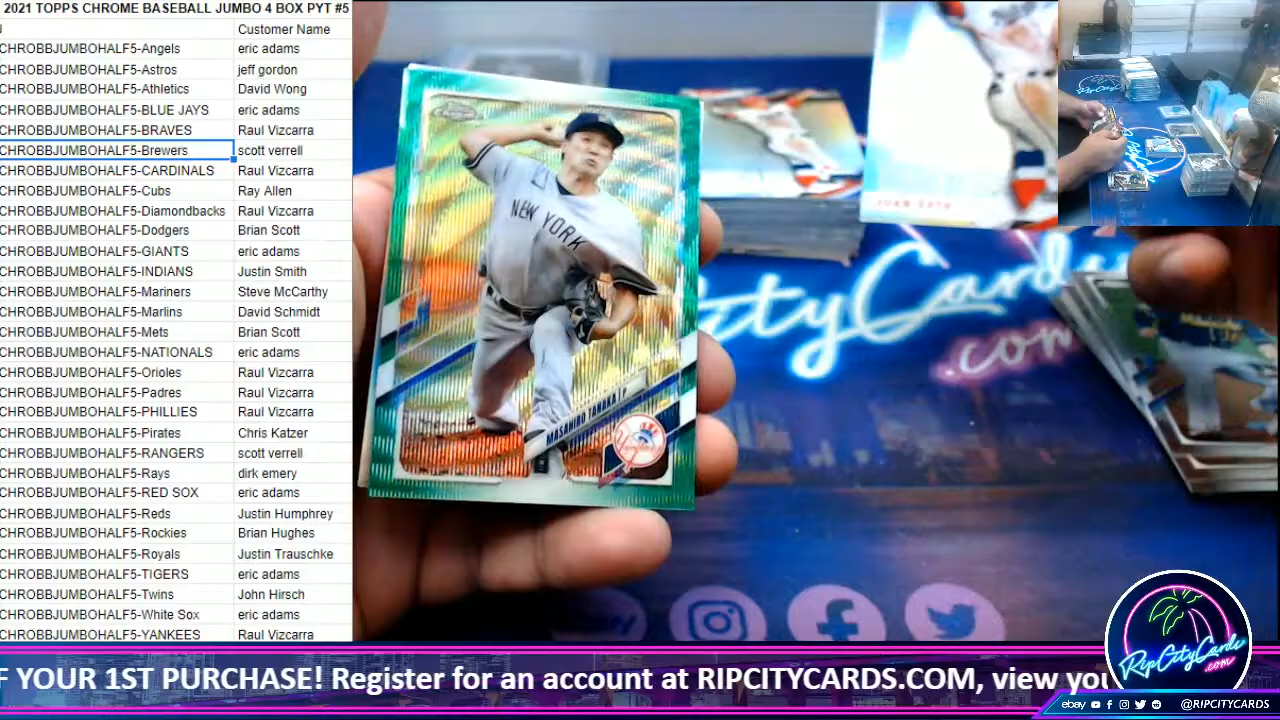 2021 TOPPS CHROME BASEBALL JUMBO 4 BOX PYT #5
Customer Name
CHROBBJUMBOHALF5-Angels eric adams
CHROBBJUMBOHALF5-Astros jeff gordon
CHROBBJUMBOHALF5-Athletics David Wong
CHROBBJUMBOHALF5-BLUE JAYS eric adams
CHROBBJUMBOHALF5-BRAVES Raul Vizcarra
CHROBBJUMBOHALF5-Brewers scott verrell
CHROBBJUMBOHALF5-CARDINALS Raul Vizcarra
CHROBBJUMBOHALF5-Cubs Ray Allen
CHROBBJUMBOHALF5-Diamondbacks Raul Vizcarra
CHROBBJUMBOHALF5-Dodgers Brian Scott
CHROBBJUMBOHALF5-GIANTS eric adams
CHROBBJUMBOHALF5-INDIANS Justin Smith
CHROBBJUMBOHALF5-Mariners Steve McCarthy
CHROBBJUMBOHALF5-Marlins David Schmidt
CHROBBJUMBOHALF5-Mets Brian Scott
CHROBBJUMBOHALF5-NATIONALS eric adams
CHROBBJUMBOHALF5-Orioles Raul Vizcarra
CHROBBJUMBOHALF5-Padres Raul Vizcarra
CHROBBJUMBOHALF5-PHILLIES Raul Vizcarra
CHROBBJUMBOHALF5-Pirates Chris Katzer
CHROBBJUMBOHALF5-RANGERS scott verrell
CHROBBJUMBOHALF5-Rays dirk emery
CHROBBJUMBOHALF5-RED SOX eric adams
CHROBBJUMBOHALF5-Reds Justin Humphrey
CHROBBJUMBOHALF5-Rockies Brian Hughes
CHROBBJUMBOHALF5-Royals Justin Trauschke
CHROBBJUMBOHALF5-TIGERS eric adams
CHROBBJUMBOHALF5-Twins John Hirsch
CHROBBJUMBOHALF5-White Sox eric adams
CHROBBJUMBOHALF5-YANKEES Raul Vizcarra
Chrome
NEW YORK
MASAHIRO TANAKA | P
Yankees
JUAN SOTO
ityCard
.com
RipCityCards
.com
F YOUR 1ST PURCHASE! Register for an account at RIPCITYCARDS.COM, view you
ebay @RIPCITYCARDS